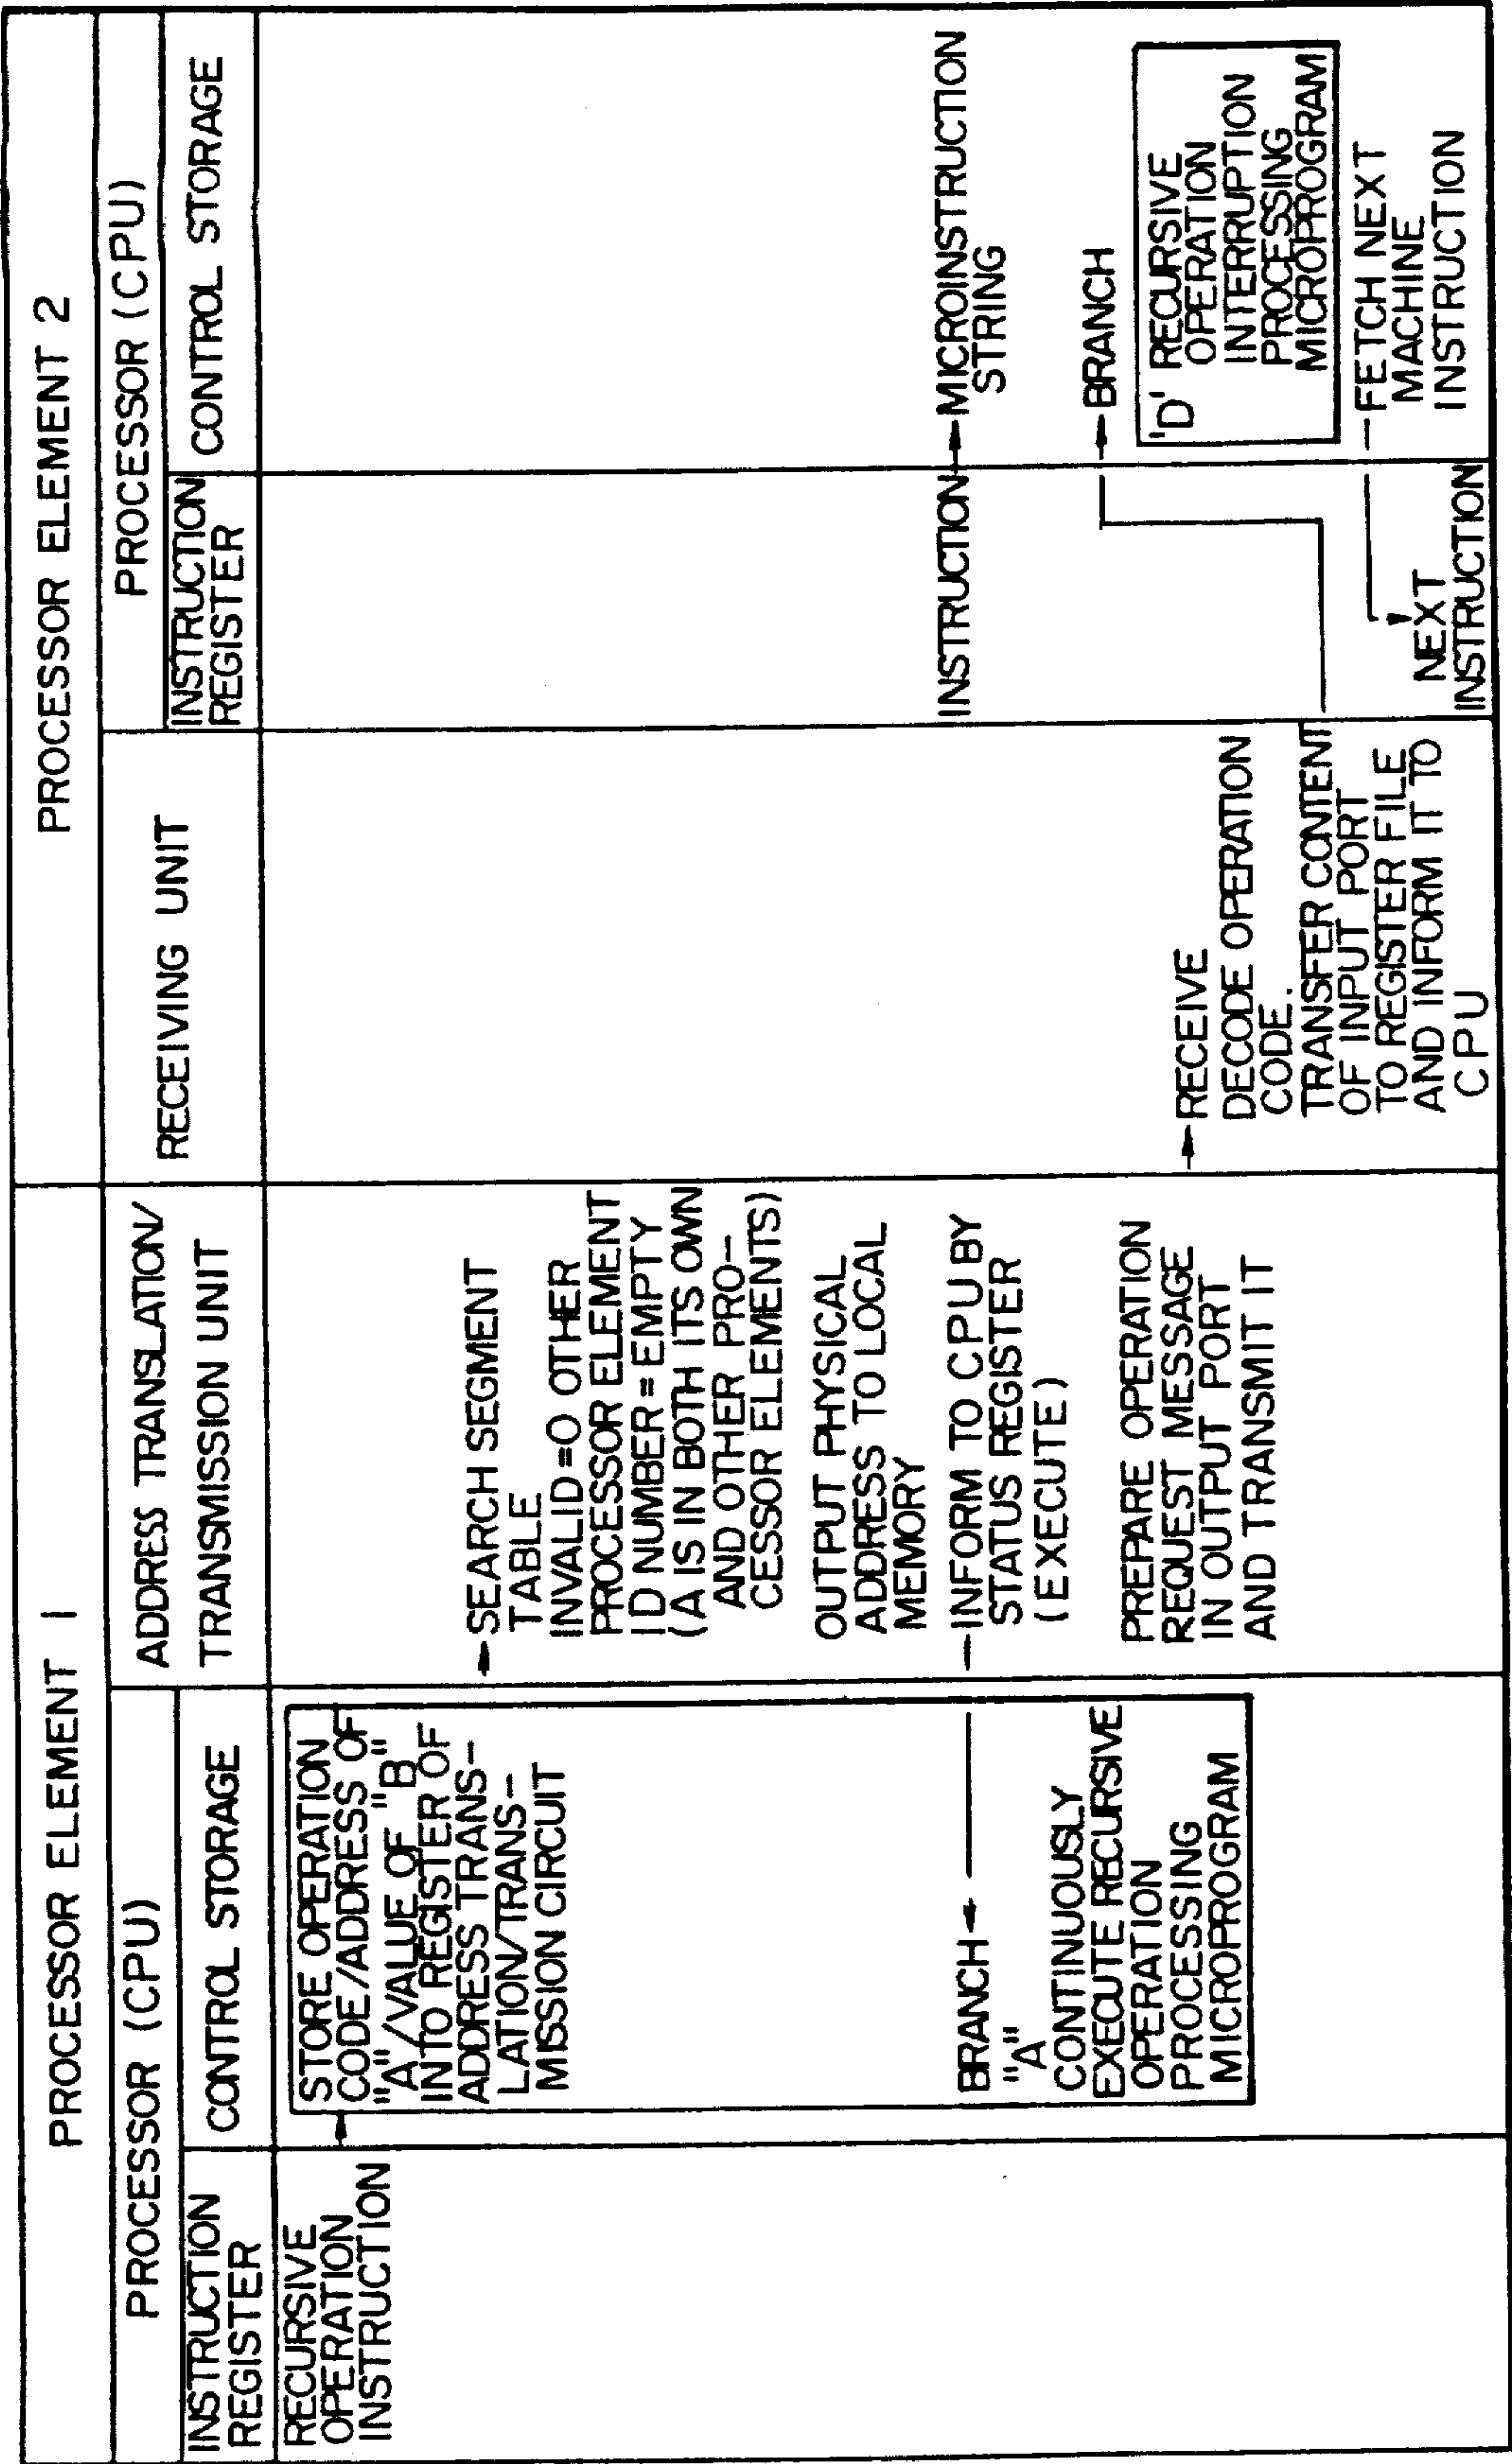 PROCESSOR ELEMENT 1
PROCESSOR ELEMENT 2
PROCESSOR (CPU)
ADDRESS TRANSLATION/
TRANSMISSION UNIT
RECEIVING UNIT
PROCESSOR (CPU)
INSTRUCTION
REGISTER
CONTROL STORAGE
INSTRUCTION
REGISTER
CONTROL STORAGE
RECURSIVE
OPERATION
INSTRUCTION
STORE OPERATION
CODE/ADDRESS OF
"A"/VALUE OF "B"
INTO REGISTER OF
ADDRESS TRANS-
LATION/TRANS-
MISSION CIRCUIT
BRANCH
"A"
CONTINUOUSLY
EXECUTE RECURSIVE
OPERATION
PROCESSING
MICROPROGRAM
SEARCH SEGMENT
TABLE
INVALID=0 OTHER
PROCESSOR ELEMENT
ID NUMBER = EMPTY
(A IS IN BOTH ITS OWN
AND OTHER PRO-
CESSOR ELEMENTS)
OUTPUT PHYSICAL
ADDRESS TO LOCAL
MEMORY
INFORM TO CPU BY
STATUS REGISTER
(EXECUTE)
PREPARE OPERATION
REQUEST MESSAGE
IN OUTPUT PORT
AND TRANSMIT IT
RECEIVE
DECODE OPERATION
CODE.
TRANSFER CONTENT
OF INPUT PORT
TO REGISTER FILE
AND INFORM IT TO
CPU
INSTRUCTION
NEXT
INSTRUCTION
MICROINSTRUCTION
STRING
BRANCH
'D' RECURSIVE
OPERATION
INTERRUPTION
PROCESSING
MICROPROGRAM
FETCH NEXT
MACHINE
INSTRUCTION